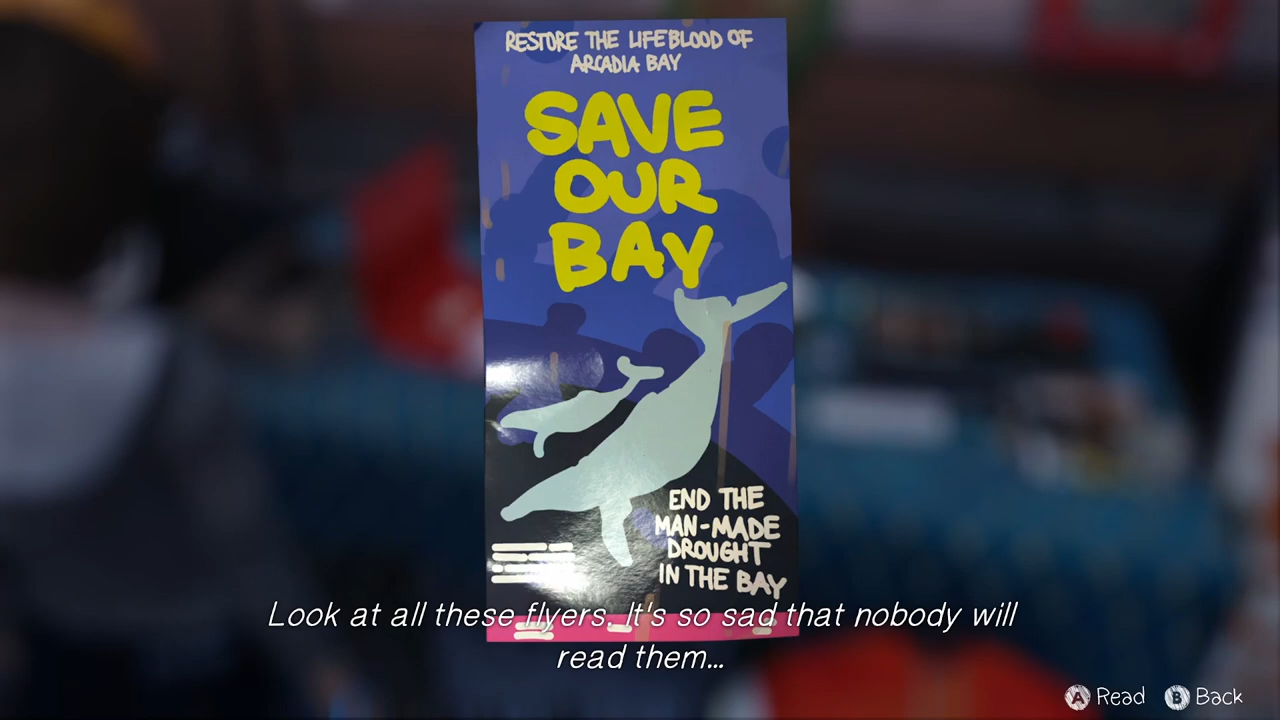 RESTORE THE LIFEBLOOD OF
ARCADIA BAY
SAVE
OUR
BAY
END THE
MAN-MADE
DROUGHT
IN THE BAY
Look at all these flyers. It's so sad that nobody will
read them...
A Read B Back